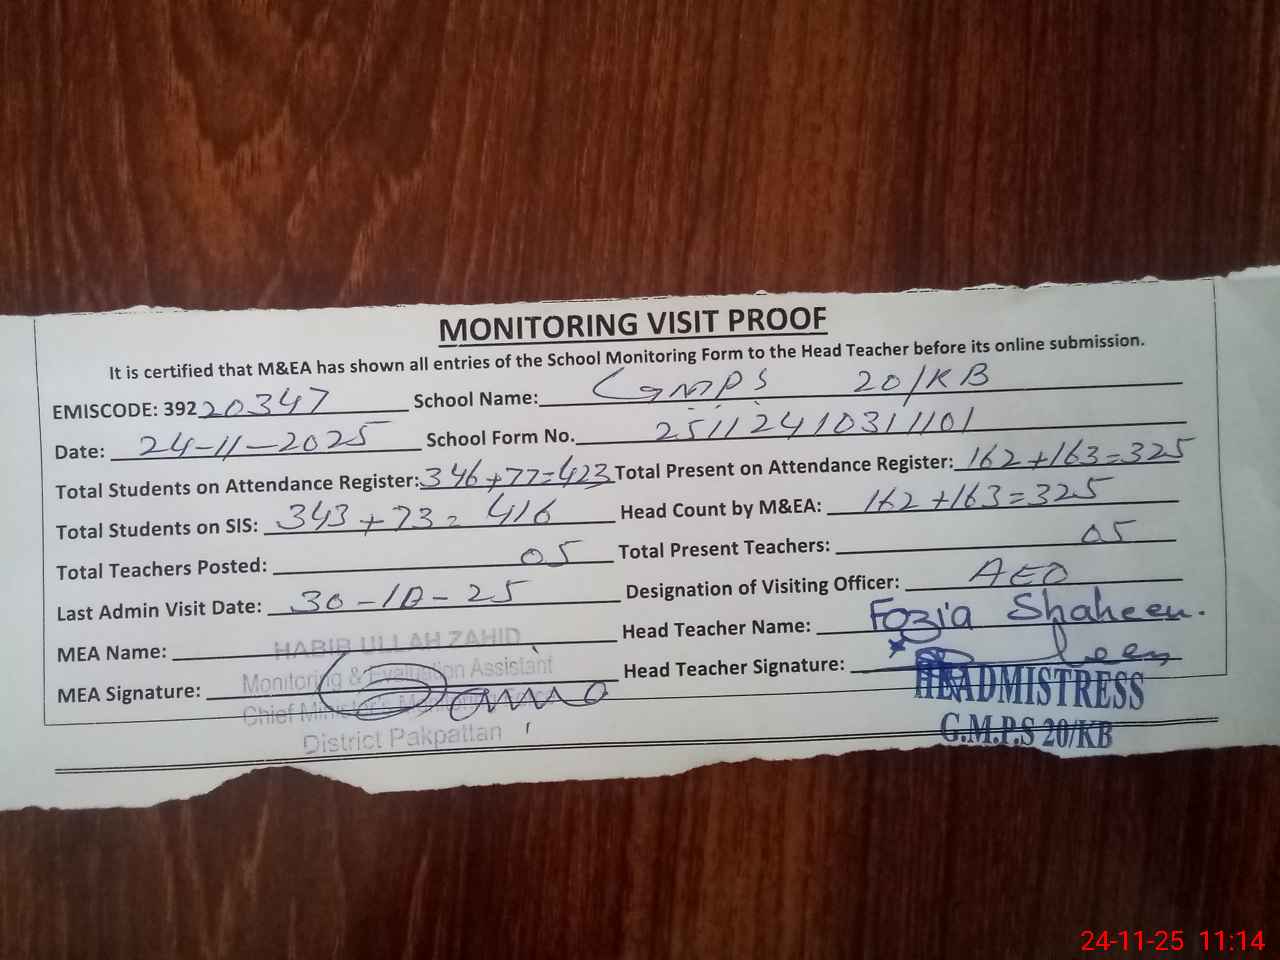 MONITORING VISIT PROOF
It is certified that M&EA has shown all entries of the School Monitoring Form to the Head Teacher before its online submission.
EMISCODE: 39220347 School Name: GMPS 20/KB
Date: 24-11-2025 School Form No. 251124103111101
Total Students on Attendance Register: 346+77=423 Total Present on Attendance Register: 162+163=325
Total Students on SIS: 343+73=416 Head Count by M&EA: 162+163=325
Total Teachers Posted: 05 Total Present Teachers: 05
Last Admin Visit Date: 30-10-25 Designation of Visiting Officer: AEO
MEA Name: HABIB ULLAH ZAHID Head Teacher Name: Fozia Shaheen.
MEA Signature: Monitoring & Evaluation Assistant Head Teacher Signature:
Chief Minister's
District Pakpattan
HEADMISTRESS
G.M.P.S 20/KB
24-11-25 11:14